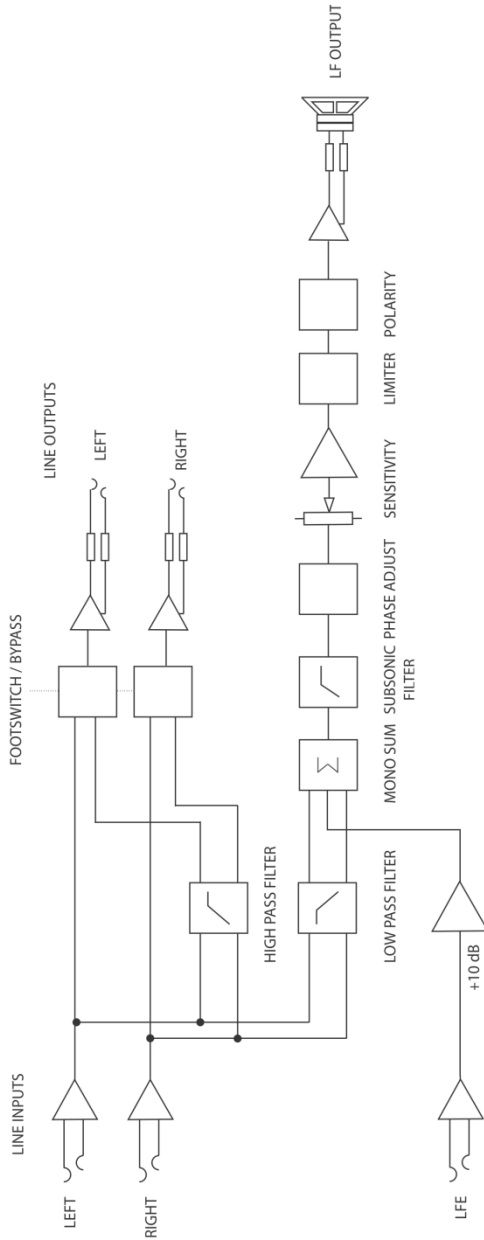 LINE INPUTS
LEFT
RIGHT
LFE
+10 dB
HIGH PASS FILTER
LOW PASS FILTER
FOOTSWITCH / BYPASS
LINE OUTPUTS
LEFT
RIGHT
Σ
MONO SUM
SUBSONIC
FILTER
PHASE ADJUST
SENSITIVITY
LIMITER
POLARITY
LF OUTPUT